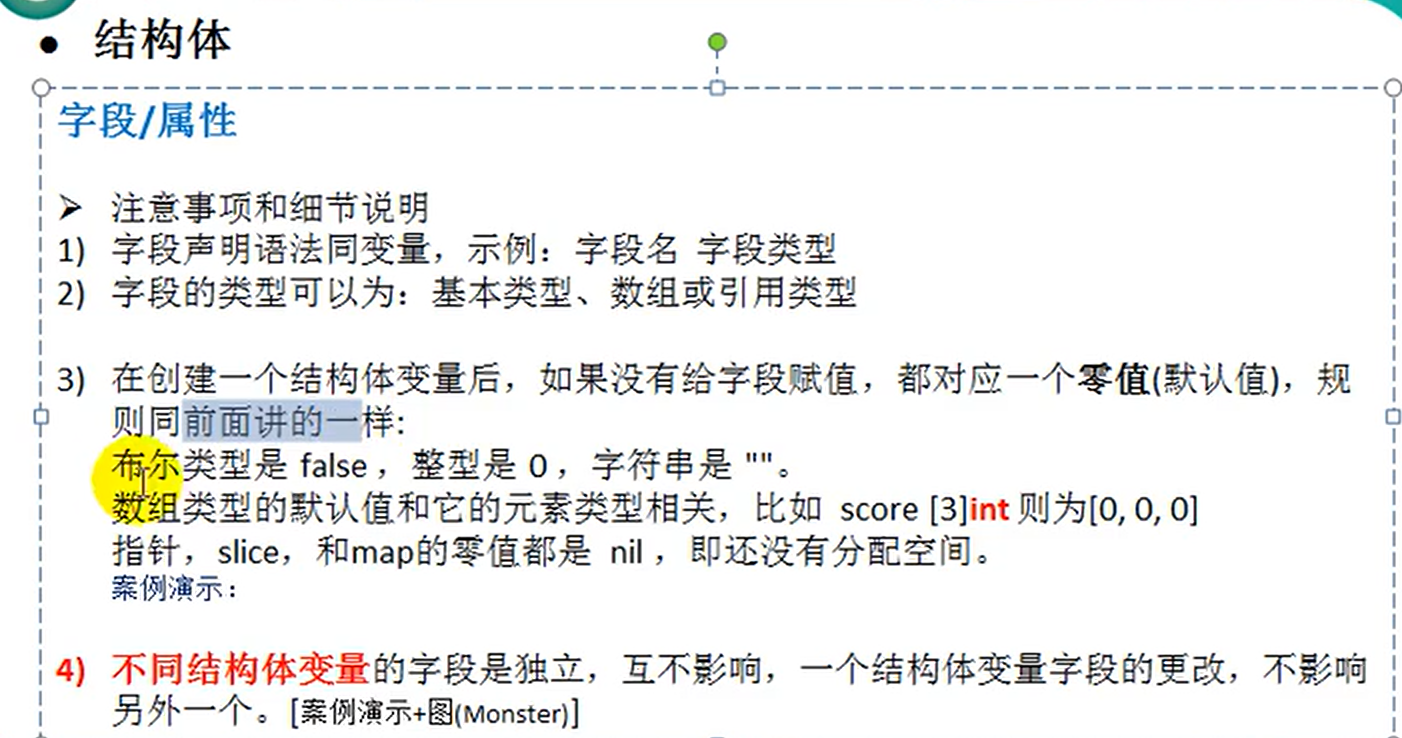 • 结构体
字段/属性
➢ 注意事项和细节说明
1) 字段声明语法同变量，示例：字段名 字段类型
2) 字段的类型可以为：基本类型、数组或引用类型
3) 在创建一个结构体变量后，如果没有给字段赋值，都对应一个零值(默认值)，规
则同前面讲的一样:
布尔类型是 false ，整型是 0 ，字符串是 ""。
数组类型的默认值和它的元素类型相关，比如 score [3]int 则为[0, 0, 0]
指针，slice，和map的零值都是 nil ，即还没有分配空间。
案例演示：
4) 不同结构体变量的字段是独立，互不影响，一个结构体变量字段的更改，不影响
另外一个。[案例演示+图(Monster)]